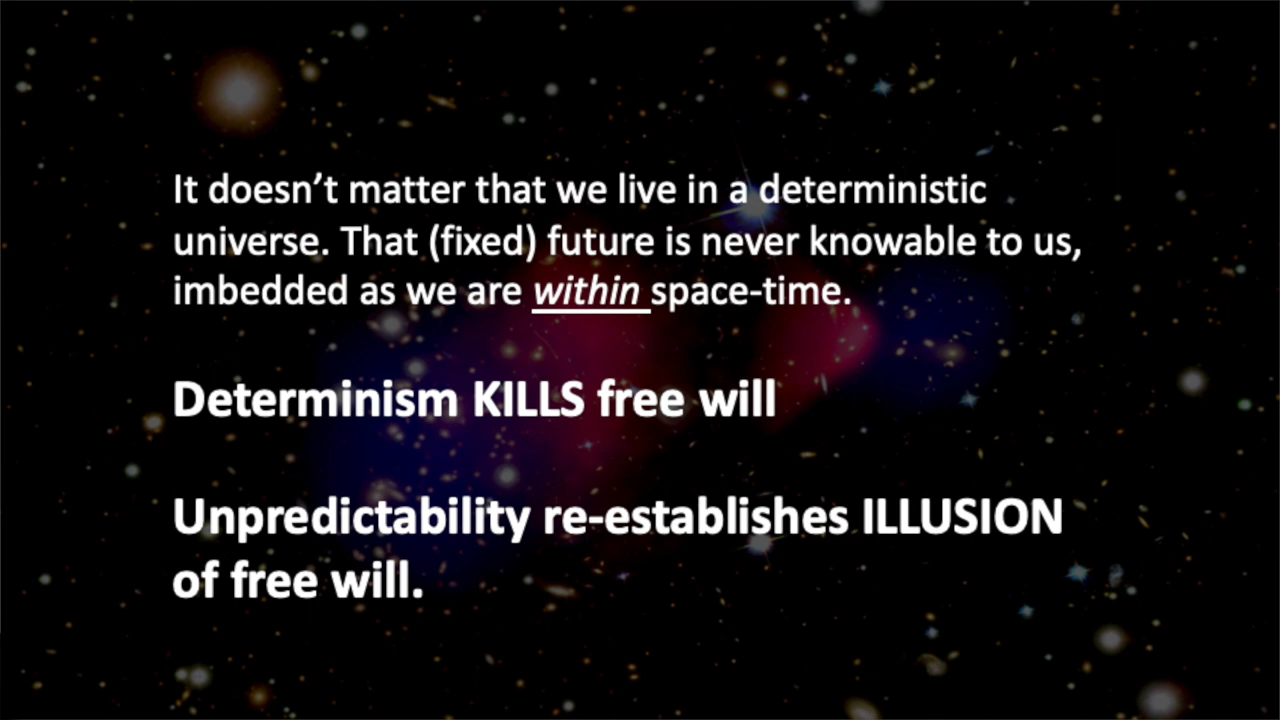 It doesn’t matter that we live in a deterministic
universe. That (fixed) future is never knowable to us,
imbedded as we are within space-time.
Determinism KILLS free will
Unpredictability re-establishes ILLUSION
of free will.